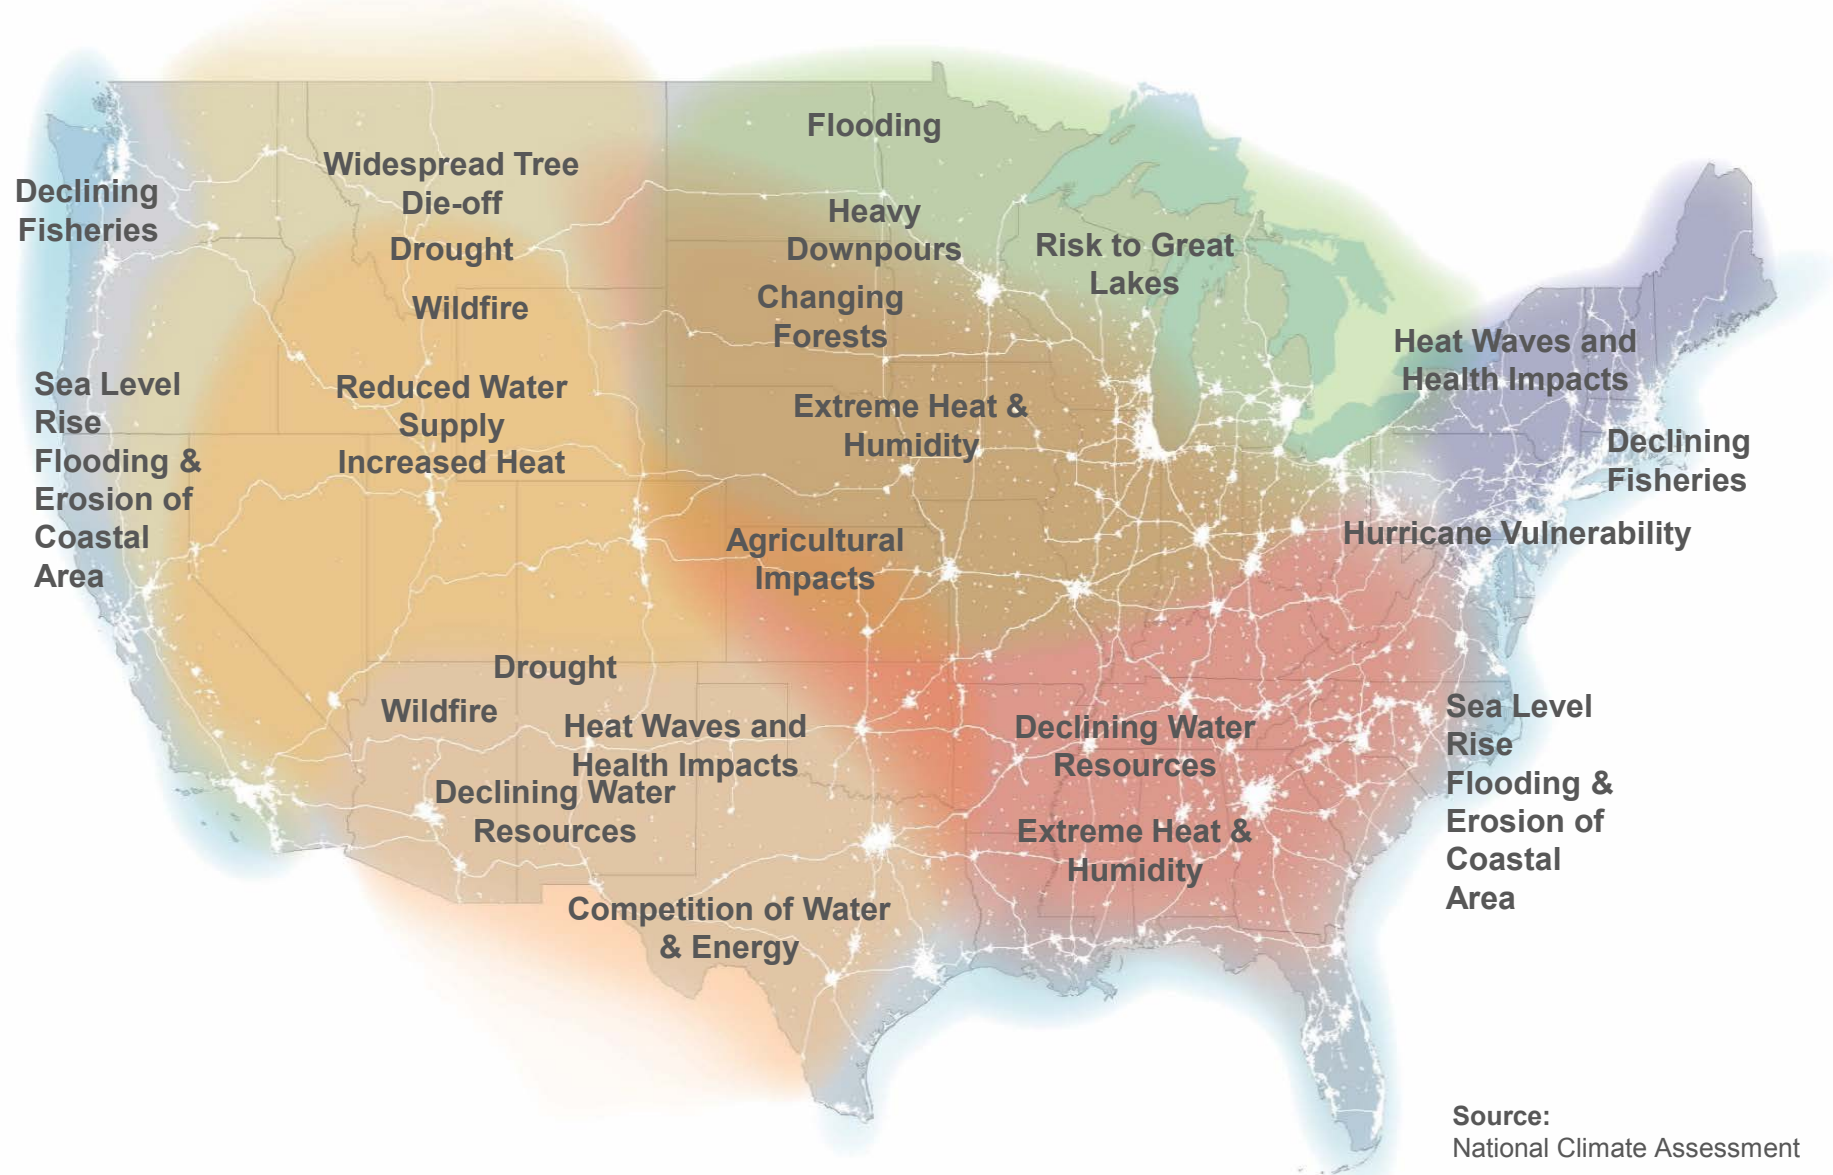 Declining
Fisheries
Sea Level
Rise
Flooding &
Erosion of
Coastal
Area
Widespread Tree
Die-off
Drought
Wildfire
Reduced Water
Supply
Increased Heat
Flooding
Heavy
Downpours
Changing
Forests
Risk to Great
Lakes
Extreme Heat &
Humidity
Agricultural
Impacts
Heat Waves and
Health Impacts
Declining
Fisheries
Hurricane Vulnerability
Drought
Wildfire
Heat Waves and
Health Impacts
Declining Water
Resources
Competition of Water
& Energy
Declining Water
Resources
Extreme Heat &
Humidity
Sea Level
Rise
Flooding &
Erosion of
Coastal
Area
Source:
National Climate Assessment